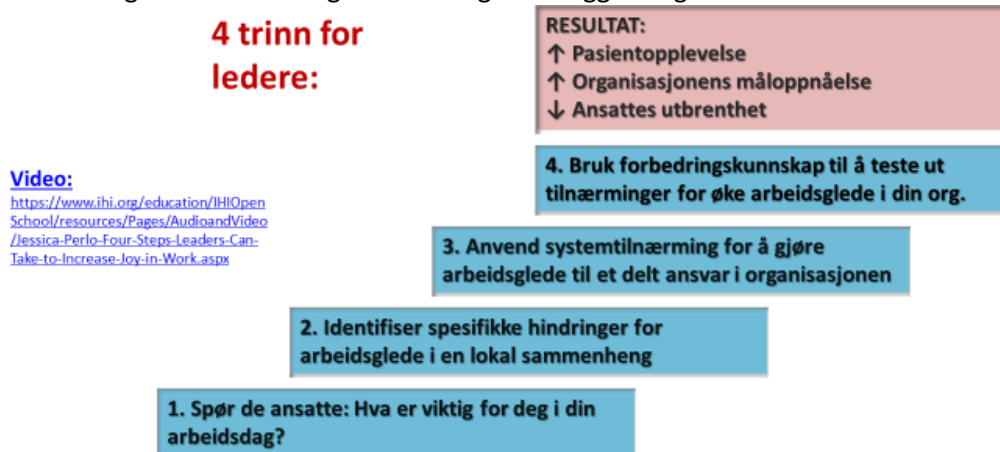 4 trinn for
ledere:
RESULTAT:
↑ Pasientopplevelse
↑ Organisasjonens måloppnåelse
↓ Ansattes utbrenthet
4. Bruk forbedringskunnskap til å teste ut
tilnærminger for øke arbeidsglede i din org.
Video:
https://www.ihi.org/education/IHIOpen
School/resources/Pages/AudioandVideo
/Jessica-Perlo-Four-Steps-Leaders-Can-
Take-to-Increase-Joy-in-Work.aspx
3. Anvend systemtilnærming for å gjøre
arbeidsglede til et delt ansvar i organisasjonen
2. Identifiser spesifikke hindringer for
arbeidsglede i en lokal sammenheng
1. Spør de ansatte: Hva er viktig for deg i din
arbeidsdag?